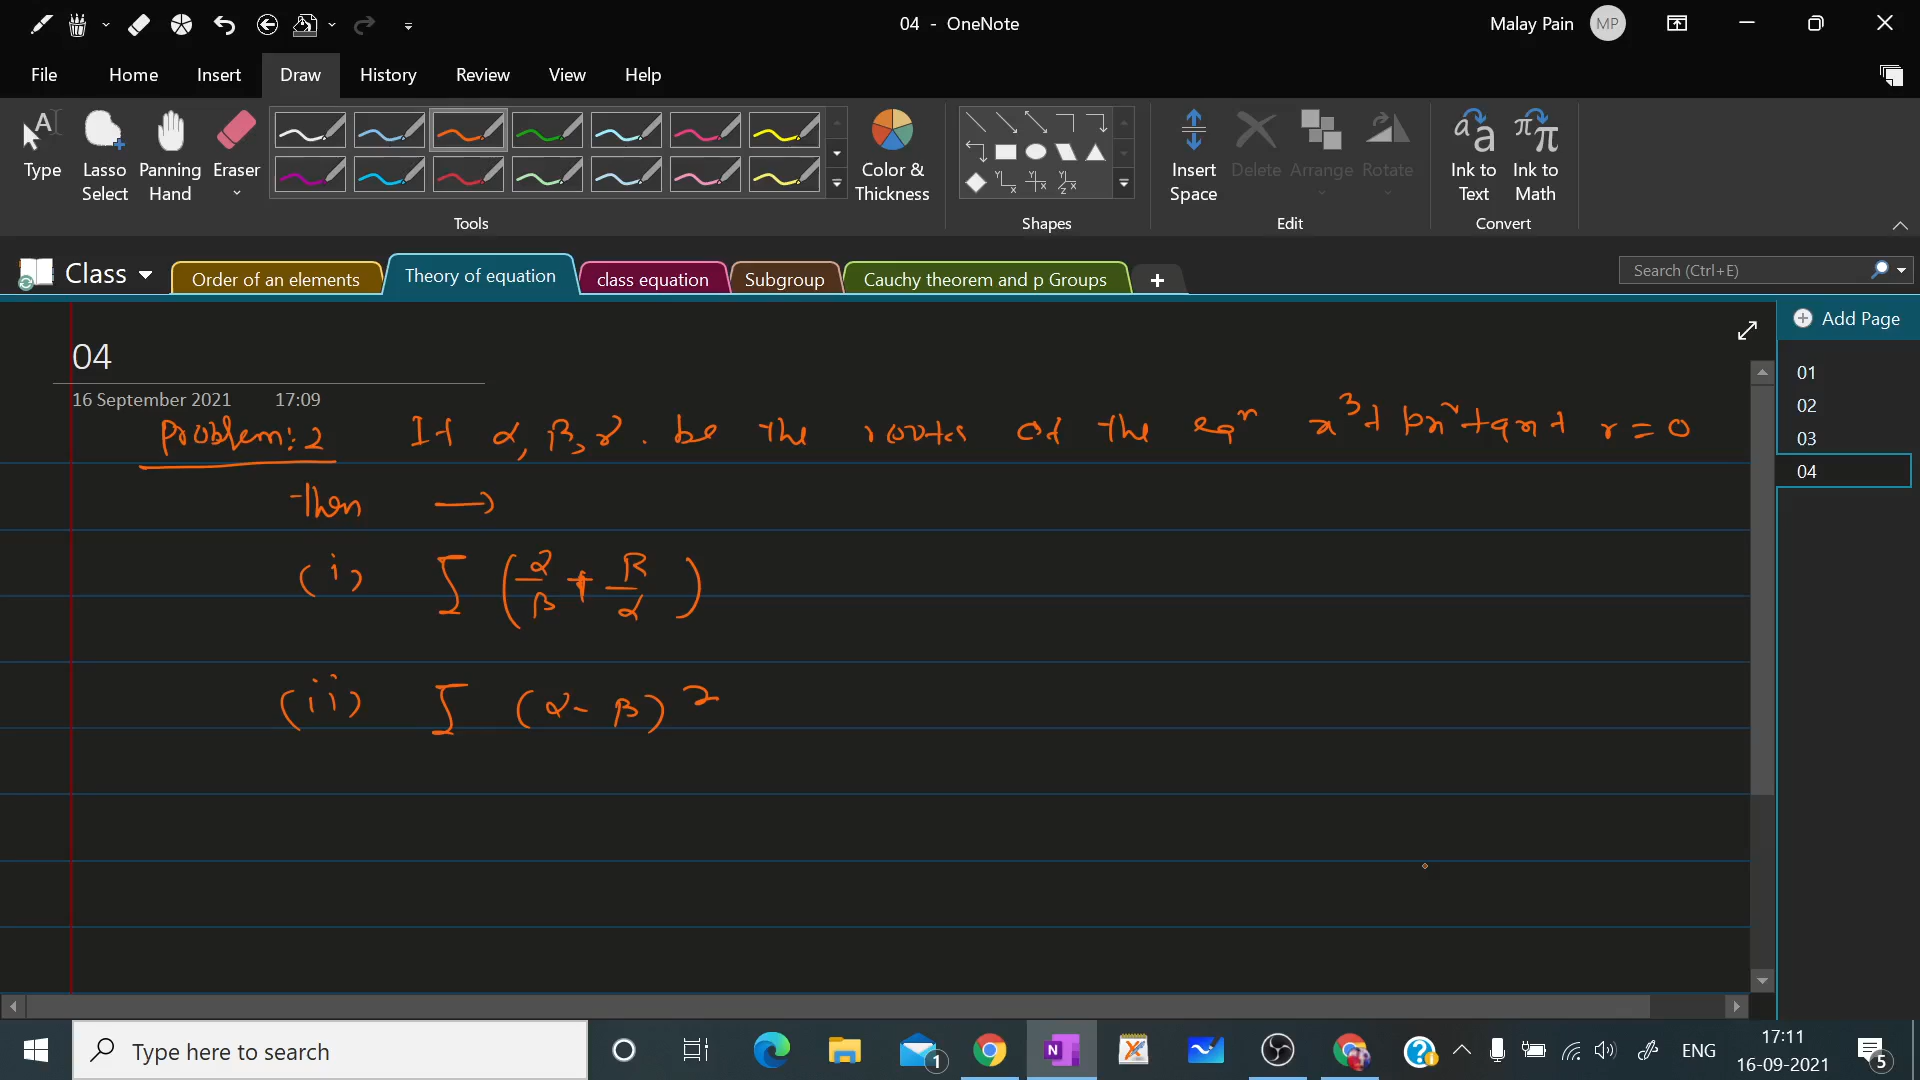 04 - OneNote
Malay Pain MP
File Home Insert Draw History Review View Help
Type
Lasso Select
Panning Hand
Eraser
Color & Thickness
Insert Space
Delete
Arrange
Rotate
Ink to Text
Ink to Math
Tools
Shapes
Edit
Convert
Class
Order of an elements
Theory of equation
class equation
Subgroup
Cauchy theorem and p Groups
+
Search (Ctrl+E)
Add Page
01
02
03
04
04
16 September 2021 17:09
Problem: 2 If α, β, γ. be the roots of the eqⁿ x³ + px² + qx + r = 0
Then →
(i) Σ (α/β + β/α)
(ii) Σ (α - β)²
Type here to search
1
ENG
17:11
16-09-2021
5